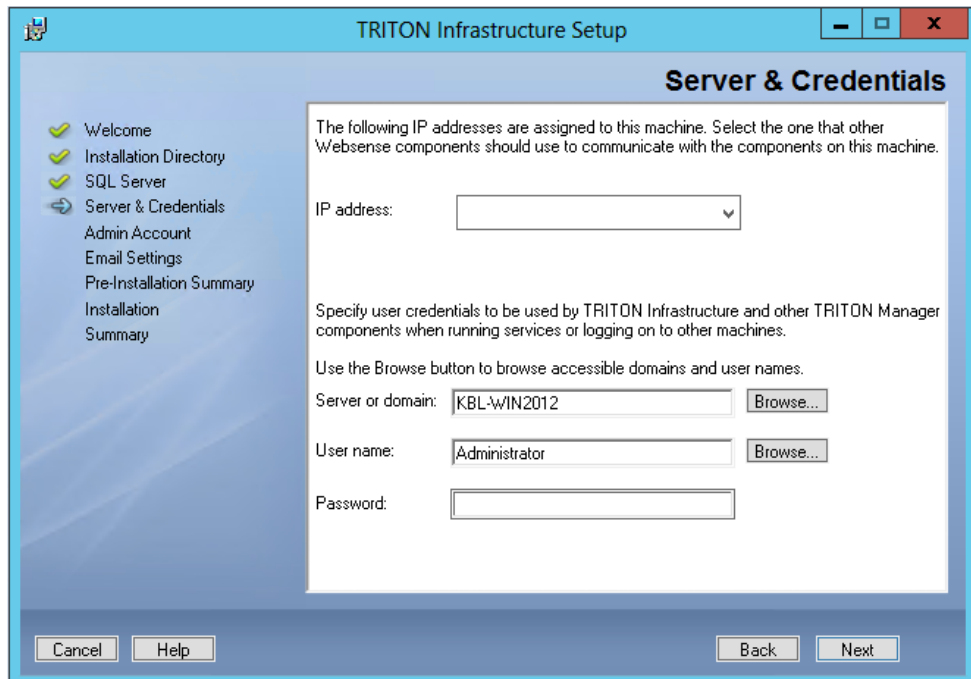 TRITON Infrastructure Setup
Server & Credentials
Welcome
Installation Directory
SQL Server
Server & Credentials
Admin Account
Email Settings
Pre-Installation Summary
Installation
Summary
The following IP addresses are assigned to this machine. Select the one that other
Websense components should use to communicate with the components on this machine.
IP address:
Specify user credentials to be used by TRITON Infrastructure and other TRITON Manager
components when running services or logging on to other machines.
Use the Browse button to browse accessible domains and user names.
Server or domain: KBL-WIN2012 Browse...
User name: Administrator Browse...
Password:
Cancel Help Back Next